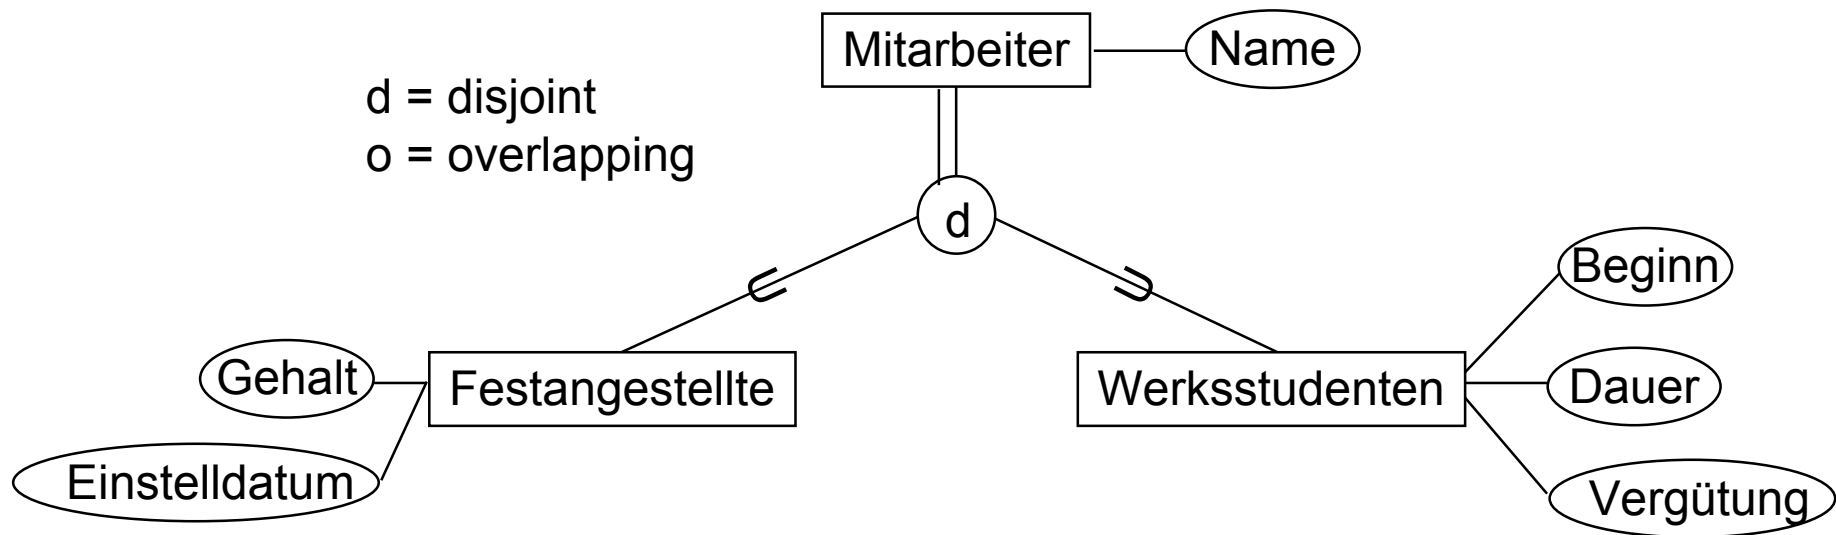 Mitarbeiter
Name
d = disjoint
o = overlapping
d
Beginn
Gehalt
Festangestellte
Werksstudenten
Dauer
Einstelldatum
Vergütung